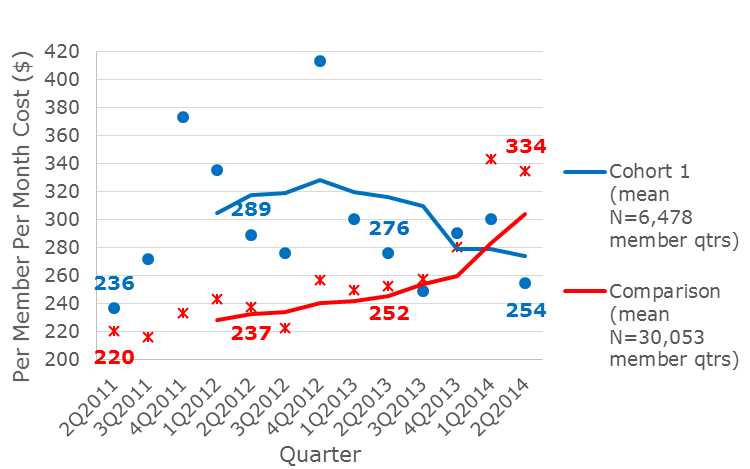 420
400
380
360
340
320
300
280
260
240
220
200
Per Member Per Month Cost ($)
236
220
289
237
276
252
334
254
2Q2011
3Q2011
4Q2011
1Q2012
2Q2012
3Q2012
4Q2012
1Q2013
2Q2013
3Q2013
4Q2013
1Q2014
2Q2014
Quarter
Cohort 1
(mean
N=6,478
member qtrs)
Comparison
(mean
N=30,053
member qtrs)